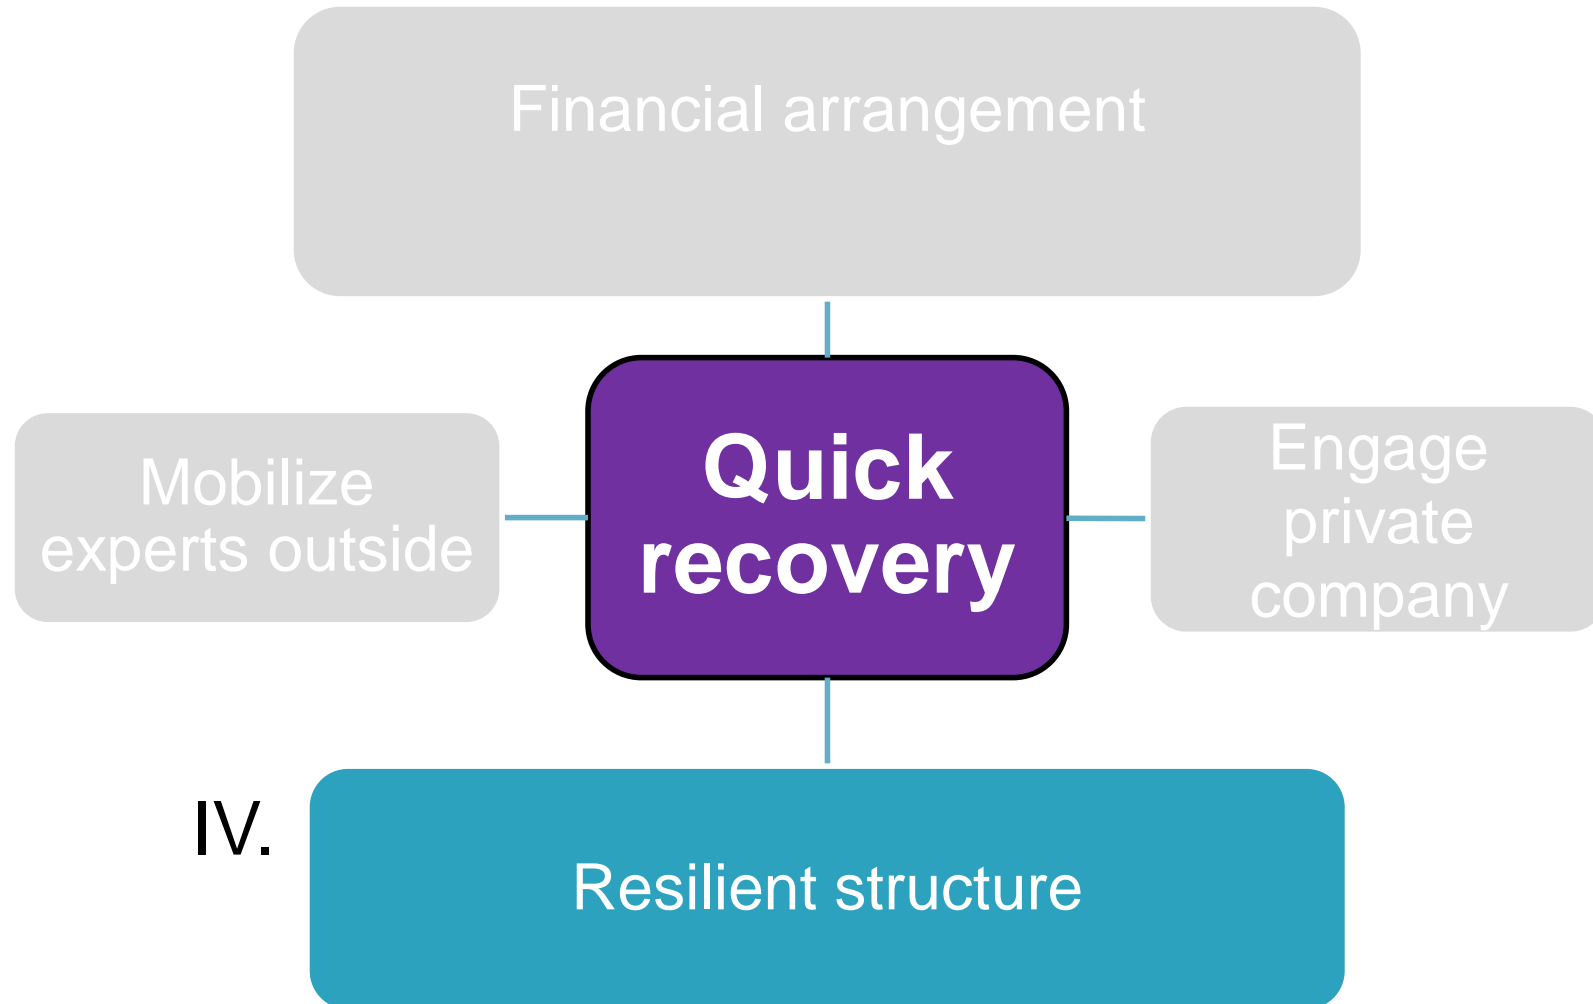 Financial arrangement
Mobilize
experts outside
Quick
recovery
Engage
private
company
IV.
Resilient structure